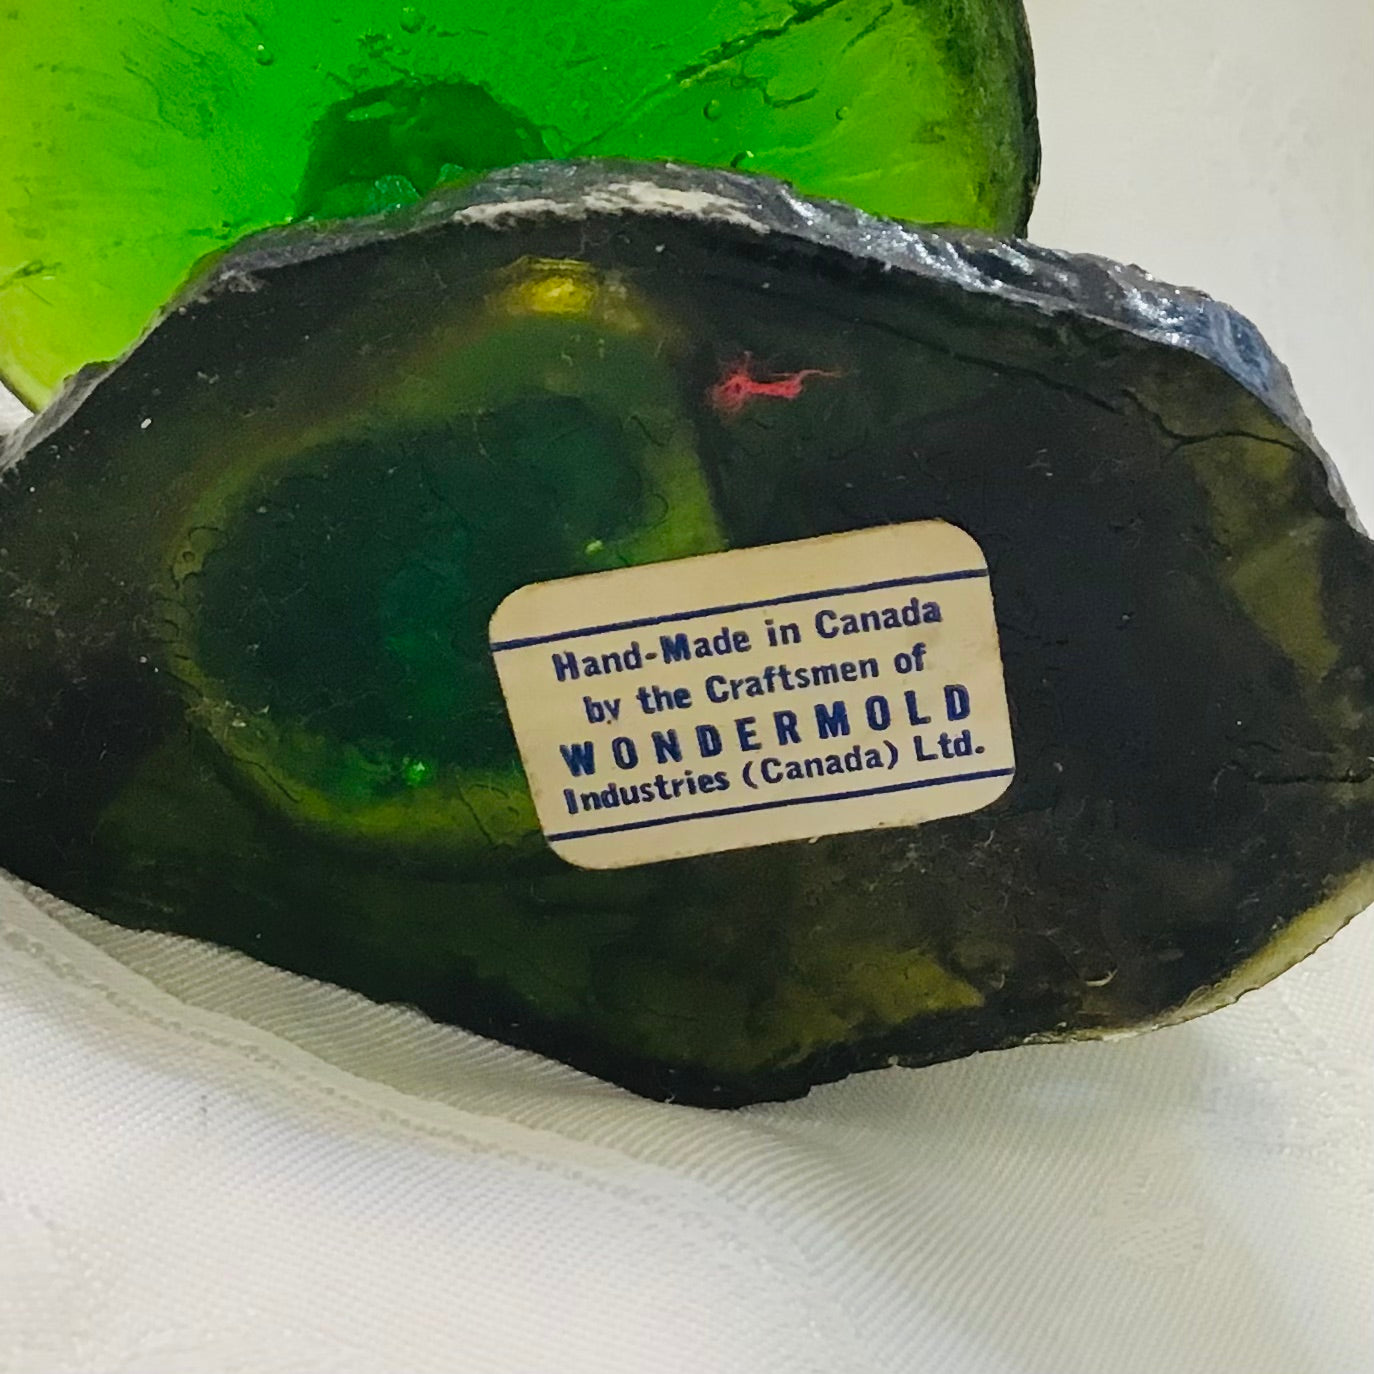 Hand-Made in Canada
by the Craftsmen of
WONDERMOLD
Industries (Canada) Ltd.